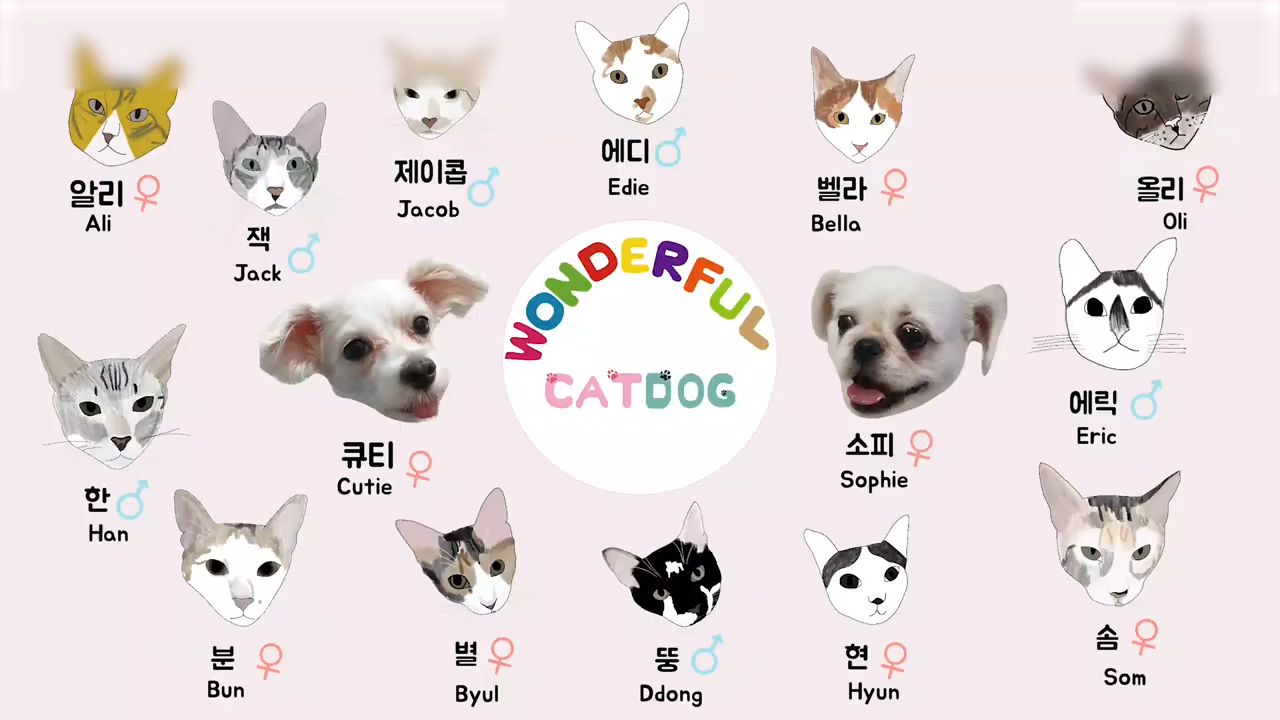 에디
Edie
제이콥
Jacob
벨라
Bella
알리
Ali
올리
Oli
잭
Jack
WONDERFUL
CATDOG
에릭
Eric
큐티
Cutie
소피
Sophie
한
Han
분
Bun
별
Byul
뚱
Ddong
현
Hyun
솜
Som